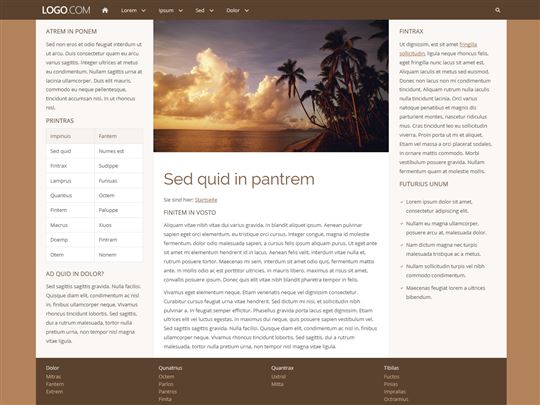 LOGO.COM
Lorem
Ipsum
Sed
Dolor
ATREM IN PONEM
Sed non eros et odio feugiat interdum ut
ut arcu. Duis consectetur quam eu arcu
varius sagittis. Integer ultrices at metus
eu condimentum. Nullam sagittis urna at
lacinia ullamcorper. Duis elit mauris,
commodo eu neque pellentesque,
tincidunt accumsan nisl. In ut rhoncus
nisl.
PRINTRAS
Impinuis Fantem
Sed quid Numes est
Fintrax Sudippe
Lamprus Funiuas
Quantius Octem
Fintem Paluppe
Macrus Xiuos
Doemp Fintram
Otem Nonem
AD QUID IN DOLOR?
Sed sagittis sagittis gravida. Nulla facilisi.
Quisque diam elit, condimentum ac nisl
in, finibus ullamcorper neque. Vivamus
rhoncus tincidunt lobortis. Sed sagittis,
dui a rutrum malesuada, tortor nulla
pretium urna, non tempor nisl mauris
vitae ligula.
Sed quid in pantrem
Sie sind hier: Startseite
FINITEM IN VOSTO
Aliquam vitae nibh vitae dui varius gravida. In blandit aliquet ipsum. Aenean pulvinar
sapien eget orci elementum, eu tristique orci cursus. Integer congue, magna id molestie
fermentum, dolor odio malesuada sapien, a cursus felis ipsum aliquam purus. Ut eget ante
sit amet mi elementum hendrerit id in lacus. Aenean felis velit, interdum vitae nulla et,
rutrum posuere tortor. Maecenas mi sem, interdum sit amet odio quis, fermentum mattis
ante. In mollis odio ac est porttitor ultricies. In mauris libero, maximus at risus sit amet,
convallis posuere ipsum. Donec quis elit vitae nibh blandit pharetra tempor in felis.
Vivamus eget elementum neque. Etiam venenatis neque vel dignissim consectetur.
Curabitur cursus feugiat urna vitae hendrerit. Sed dictum mi nisi, et sollicitudin nibh
pulvinar a. In feugiat semper efficitur. Phasellus gravida porta lacus eget dignissim. Etiam
ultrices elit vel luctus egestas. In maximus dui neque, quis posuere sapien vestibulum vel.
Sed sagittis sagittis gravida. Nulla facilisi. Quisque diam elit, condimentum ac nisl in, finibus
ullamcorper neque. Vivamus rhoncus tincidunt lobortis. Sed sagittis, dui a rutrum malesuada,
tortor nulla pretium urna, non tempor nisl mauris vitae ligula.
FINTRAX
Ut dignissim, est sit amet fringilla
sollicitudin, ligula neque rhoncus felis,
eget fringilla nunc lacus sit amet est.
Aliquam iaculis et metus sed euismod.
Donec non lacus non mi condimentum
tincidunt. Aliquam rutrum nulla iaculis
nulla tincidunt lacinia. Orci varius
natoque penatibus et magnis dis
parturient montes, nascetur ridiculus
mus. Cras tincidunt leo eu sollicitudin
viverra. Proin porta ut mi et aliquet.
Etiam vel massa a orci placerat sodales,
in ornare mattis commodo. Morbi
vestibulum posuere gravida. Nullam
fermentum quam at molestie mollis.
FUTURIUS UNUM
Lorem ipsum dolor sit amet,
consectetur adipiscing elit.
Nullam eu magna ullamcorper,
posuere arcu at, malesuada dolor.
Nam dictum magna nec turpis
malesuada tristique ac a metus.
Nullam sollicitudin turpis vel nibh
commodo condimentum.
Maecenas feugiat lorem a ultrices
bibendum.
Dolor
Mitras
Fantem
Extrem
Qunatrius
Octem
Parlos
Pantros
Finita
Quantrax
Uxtrol
Mitta
Tibilas
Fuctos
Pinias
Impralias
Octramius